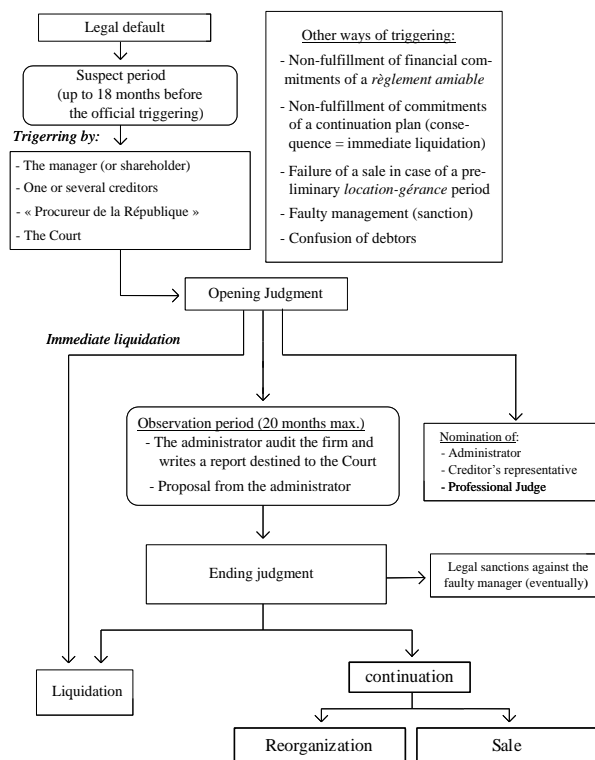 Legal default
Suspect period
(up to 18 months before
the official triggering)
Trigerring by:
- The manager (or shareholder)
- One or several creditors
- « Procureur de la République »
- The Court
Other ways of triggering:
- Non-fulfillment of financial com-
mitments of a règlement amiable
- Non-fulfillment of commitments
of a continuation plan (conse-
quence = immediate liquidation)
- Failure of a sale in case of a pre-
liminary location-gérance period
- Faulty management (sanction)
- Confusion of debtors
Opening Judgment
Immediate liquidation
Observation period (20 months max.)
- The administrator audit the firm and
writes a report destined to the Court
- Proposal from the administrator
Nomination of:
- Administrator
- Creditor's representative
- Professional Judge
Ending judgment
Legal sanctions against the
faulty manager (eventually)
Liquidation
continuation
Reorganization
Sale